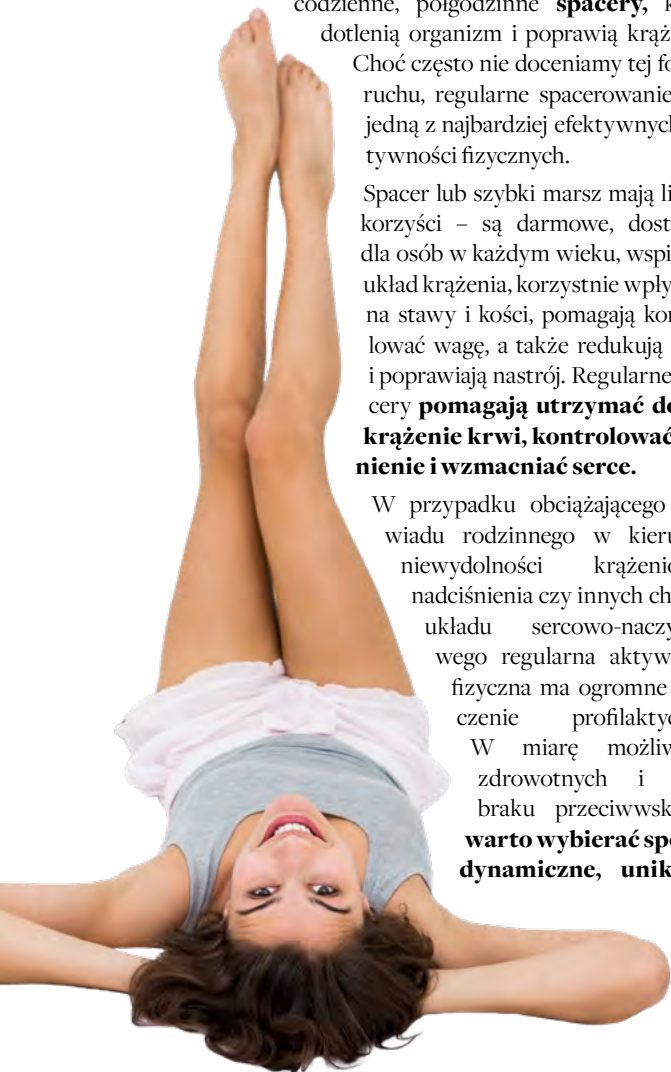 codzienne, półgodzinne spacery, k
dotlenią organizm i poprawią krąż
Choć często nie doceniamy tej fo
ruchu, regularne spacerowanie
jedną z najbardziej efektywnych
tywności fizycznych.
Spacer lub szybki marsz mają li
korzyści – są darmowe, dost
dla osób w każdym wieku, wspi
układ krążenia, korzystnie wpły
na stawy i kości, pomagają kon
lować wagę, a także redukują
i poprawiają nastrój. Regularne
cery pomagają utrzymać do
krążenie krwi, kontrolować
nienie i wzmacniać serce.
W przypadku obciążającego
wiadu rodzinnego w kieru
niewydolności krążenio
nadciśnienia czy innych ch
układu sercowo-naczy
wego regularna aktyw
fizyczna ma ogromne
czenie profilaktyc
W miarę możliw
zdrowotnych i
braku przeciwwsk
warto wybierać spo
dynamiczne, unik